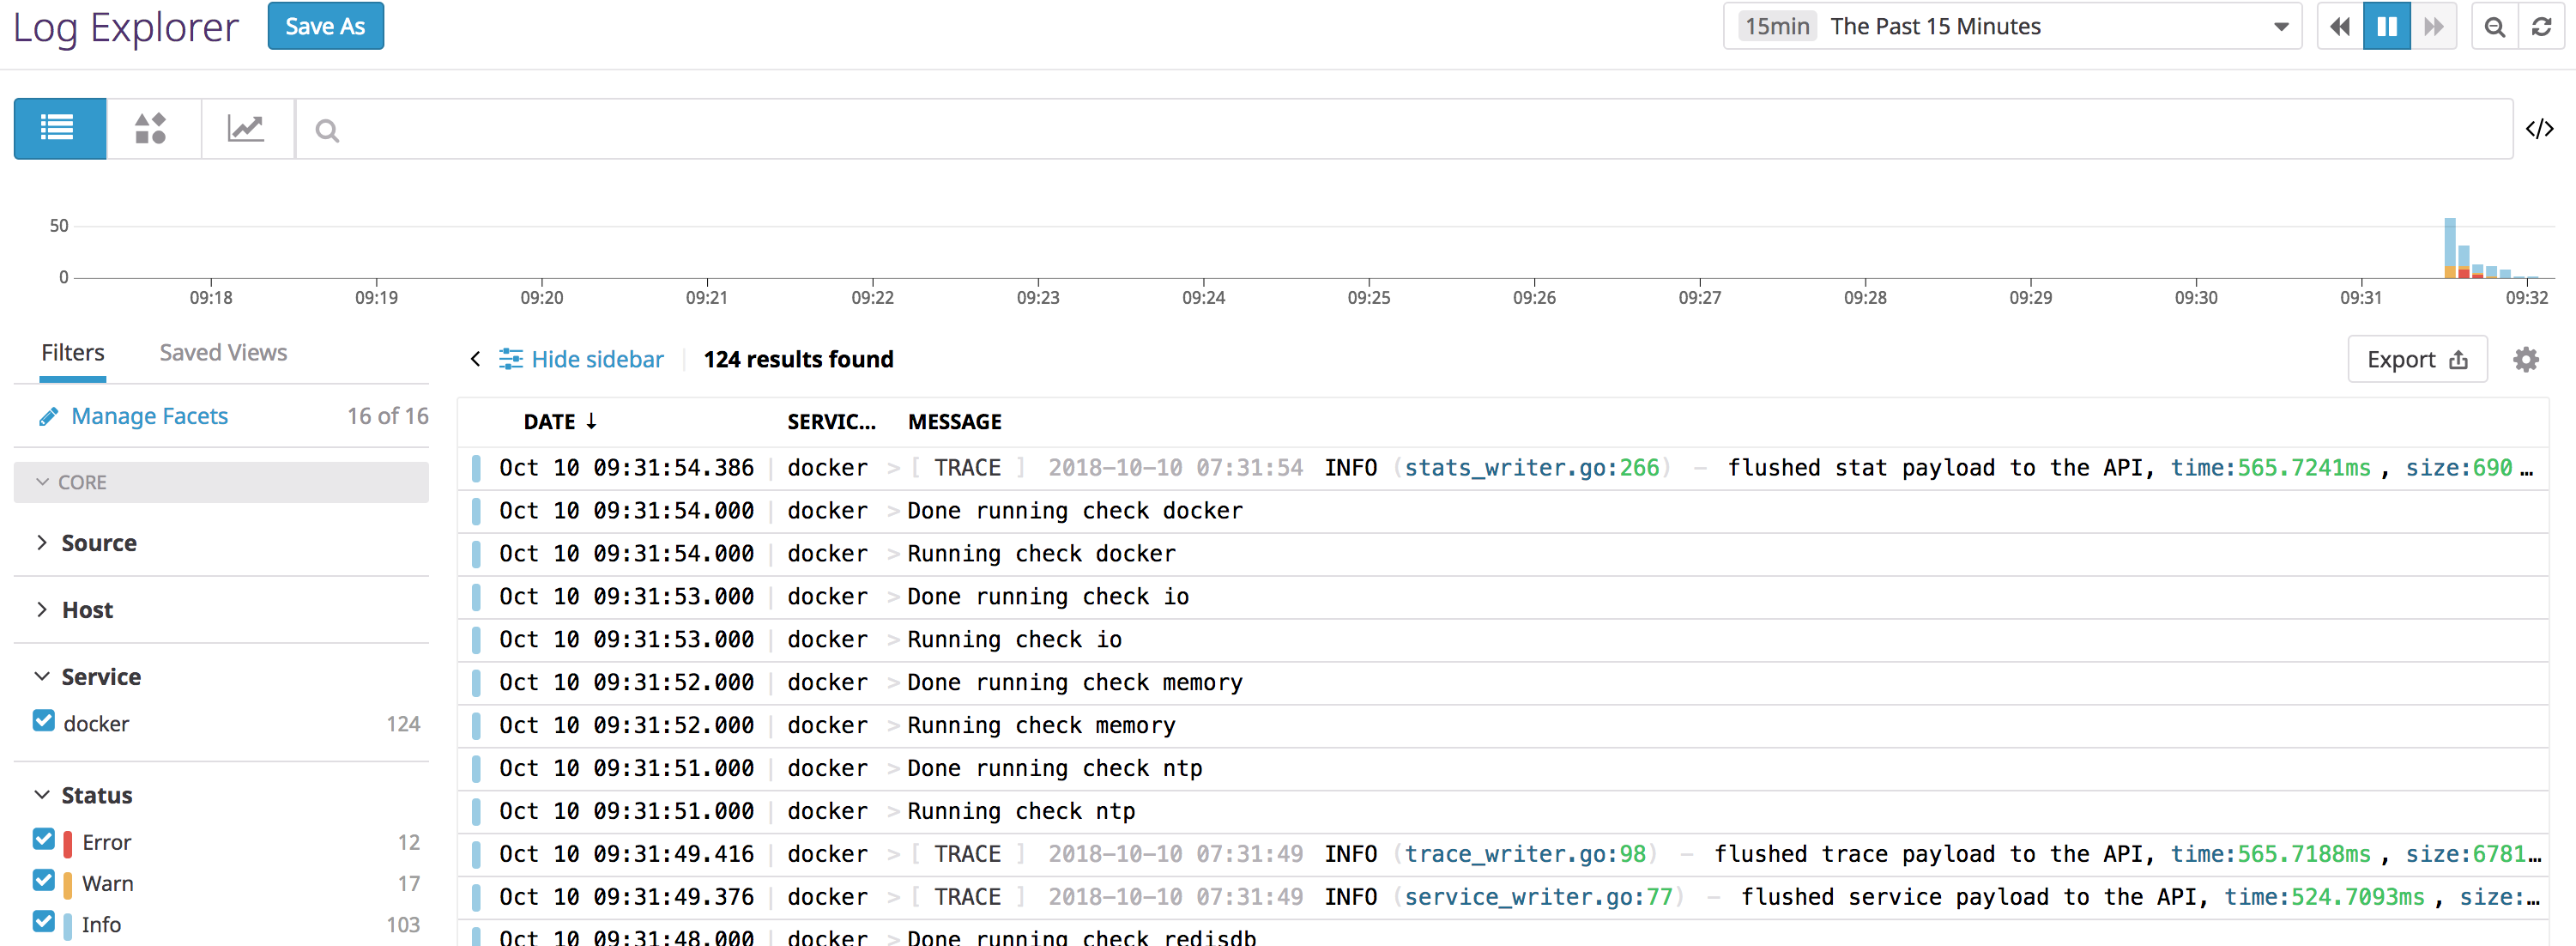 Log Explorer Save As 15min The Past 15 Minutes
</>
50
0
09:18 09:19 09:20 09:21 09:22 09:23 09:24 09:25 09:26 09:27 09:28 09:29 09:30 09:31 09:32
Filters Saved Views
Manage Facets 16 of 16
CORE
Source
Host
Service
docker 124
Status
Error 12
Warn 17
Info 103
Hide sidebar 124 results found Export
DATE ↓ SERVIC... MESSAGE
Oct 10 09:31:54.386 | docker > [ TRACE ] 2018-10-10 07:31:54 INFO (stats_writer.go:266) – flushed stat payload to the API, time:565.7241ms , size:690 …
Oct 10 09:31:54.000 | docker > Done running check docker
Oct 10 09:31:54.000 | docker > Running check docker
Oct 10 09:31:53.000 | docker > Done running check io
Oct 10 09:31:53.000 | docker > Running check io
Oct 10 09:31:52.000 | docker > Done running check memory
Oct 10 09:31:52.000 | docker > Running check memory
Oct 10 09:31:51.000 | docker > Done running check ntp
Oct 10 09:31:51.000 | docker > Running check ntp
Oct 10 09:31:49.416 | docker > [ TRACE ] 2018-10-10 07:31:49 INFO (trace_writer.go:98) – flushed trace payload to the API, time:565.7188ms , size:6781…
Oct 10 09:31:49.376 | docker > [ TRACE ] 2018-10-10 07:31:49 INFO (service_writer.go:77) – flushed service payload to the API, time:524.7093ms , size:…
Oct 10 09:31:48.000 | docker > Done running check redisdb